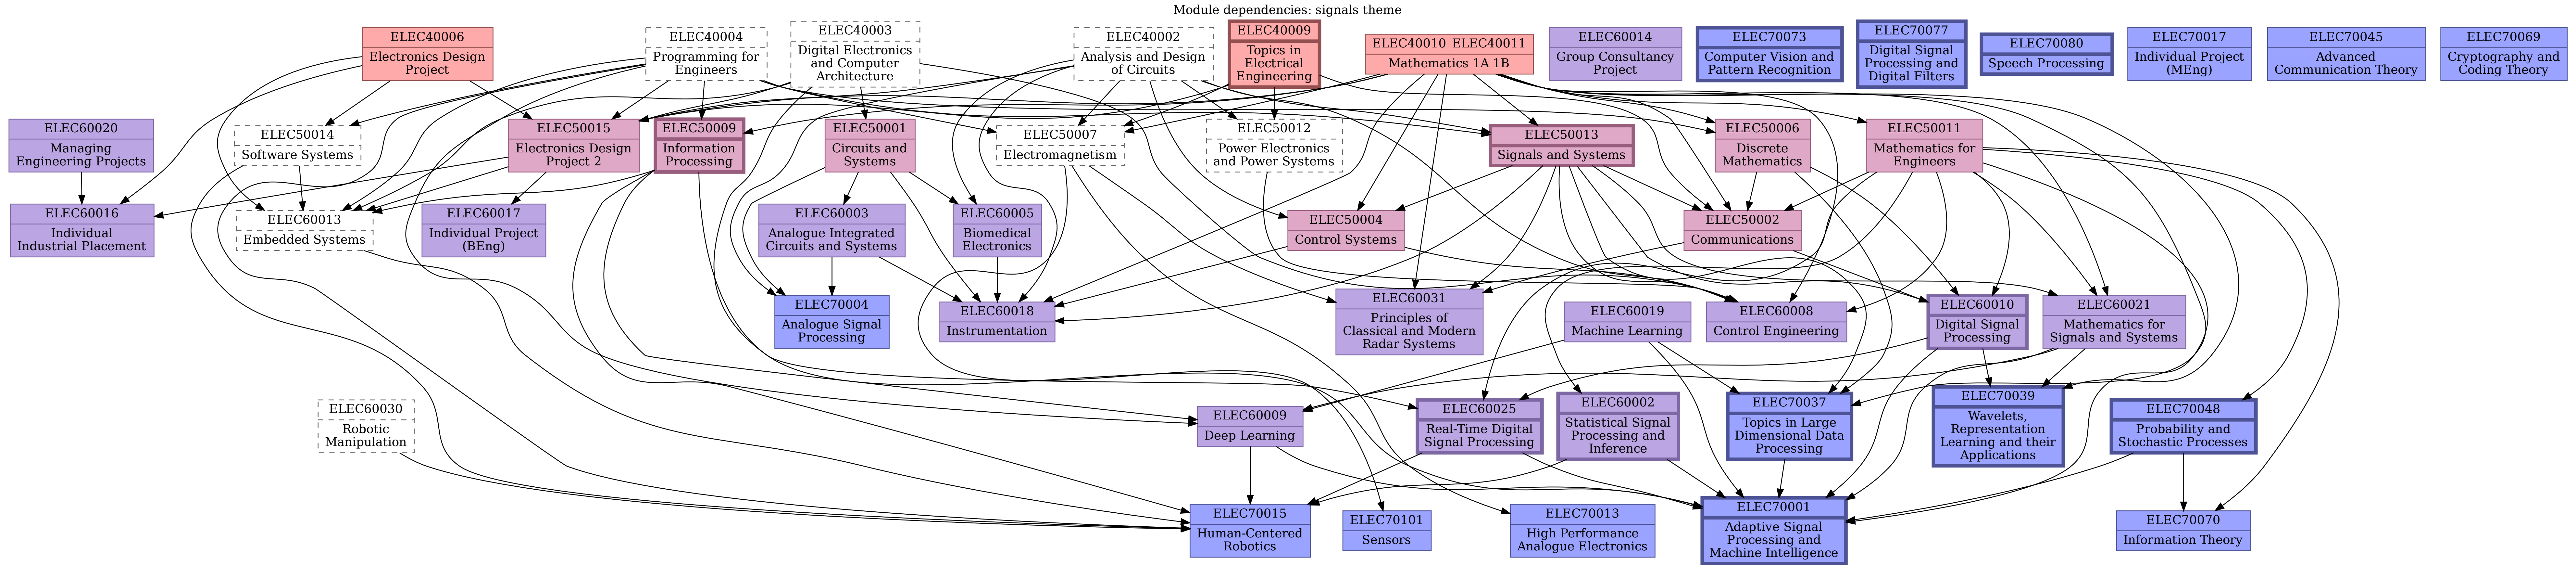 Module dependencies: signals theme
ELEC40006
Electronics Design
Project
ELEC40004
Programming for
Engineers
ELEC40003
Digital Electronics
and Computer
Architecture
ELEC40002
Analysis and Design
of Circuits
ELEC40009
Topics in
Electrical
Engineering
ELEC40010_ELEC40011
Mathematics 1A 1B
ELEC60014
Group Consultancy
Project
ELEC70073
Computer Vision and
Pattern Recognition
ELEC70077
Digital Signal
Processing and
Digital Filters
ELEC70080
Speech Processing
ELEC70017
Individual Project
(MEng)
ELEC70045
Advanced
Communication Theory
ELEC70069
Cryptography and
Coding Theory
ELEC60020
Managing
Engineering Projects
ELEC50014
Software Systems
ELEC50015
Electronics Design
Project 2
ELEC50009
Information
Processing
ELEC50001
Circuits and
Systems
ELEC50007
Electromagnetism
ELEC50012
Power Electronics
and Power Systems
ELEC50013
Signals and Systems
ELEC50006
Discrete
Mathematics
ELEC50011
Mathematics for
Engineers
ELEC60016
Individual
Industrial Placement
ELEC60013
Embedded Systems
ELEC60017
Individual Project
(BEng)
ELEC60003
Analogue Integrated
Circuits and Systems
ELEC60005
Biomedical
Electronics
ELEC50004
Control Systems
ELEC50002
Communications
ELEC70004
Analogue Signal
Processing
ELEC60018
Instrumentation
ELEC60031
Principles of
Classical and Modern
Radar Systems
ELEC60019
Machine Learning
ELEC60008
Control Engineering
ELEC60010
Digital Signal
Processing
ELEC60021
Mathematics for
Signals and Systems
ELEC60030
Robotic
Manipulation
ELEC60009
Deep Learning
ELEC60025
Real-Time Digital
Signal Processing
ELEC60002
Statistical Signal
Processing and
Inference
ELEC70037
Topics in Large
Dimensional Data
Processing
ELEC70039
Wavelets,
Representation
Learning and their
Applications
ELEC70048
Probability and
Stochastic Processes
ELEC70015
Human-Centered
Robotics
ELEC70101
Sensors
ELEC70013
High Performance
Analogue Electronics
ELEC70001
Adaptive Signal
Processing and
Machine Intelligence
ELEC70070
Information Theory